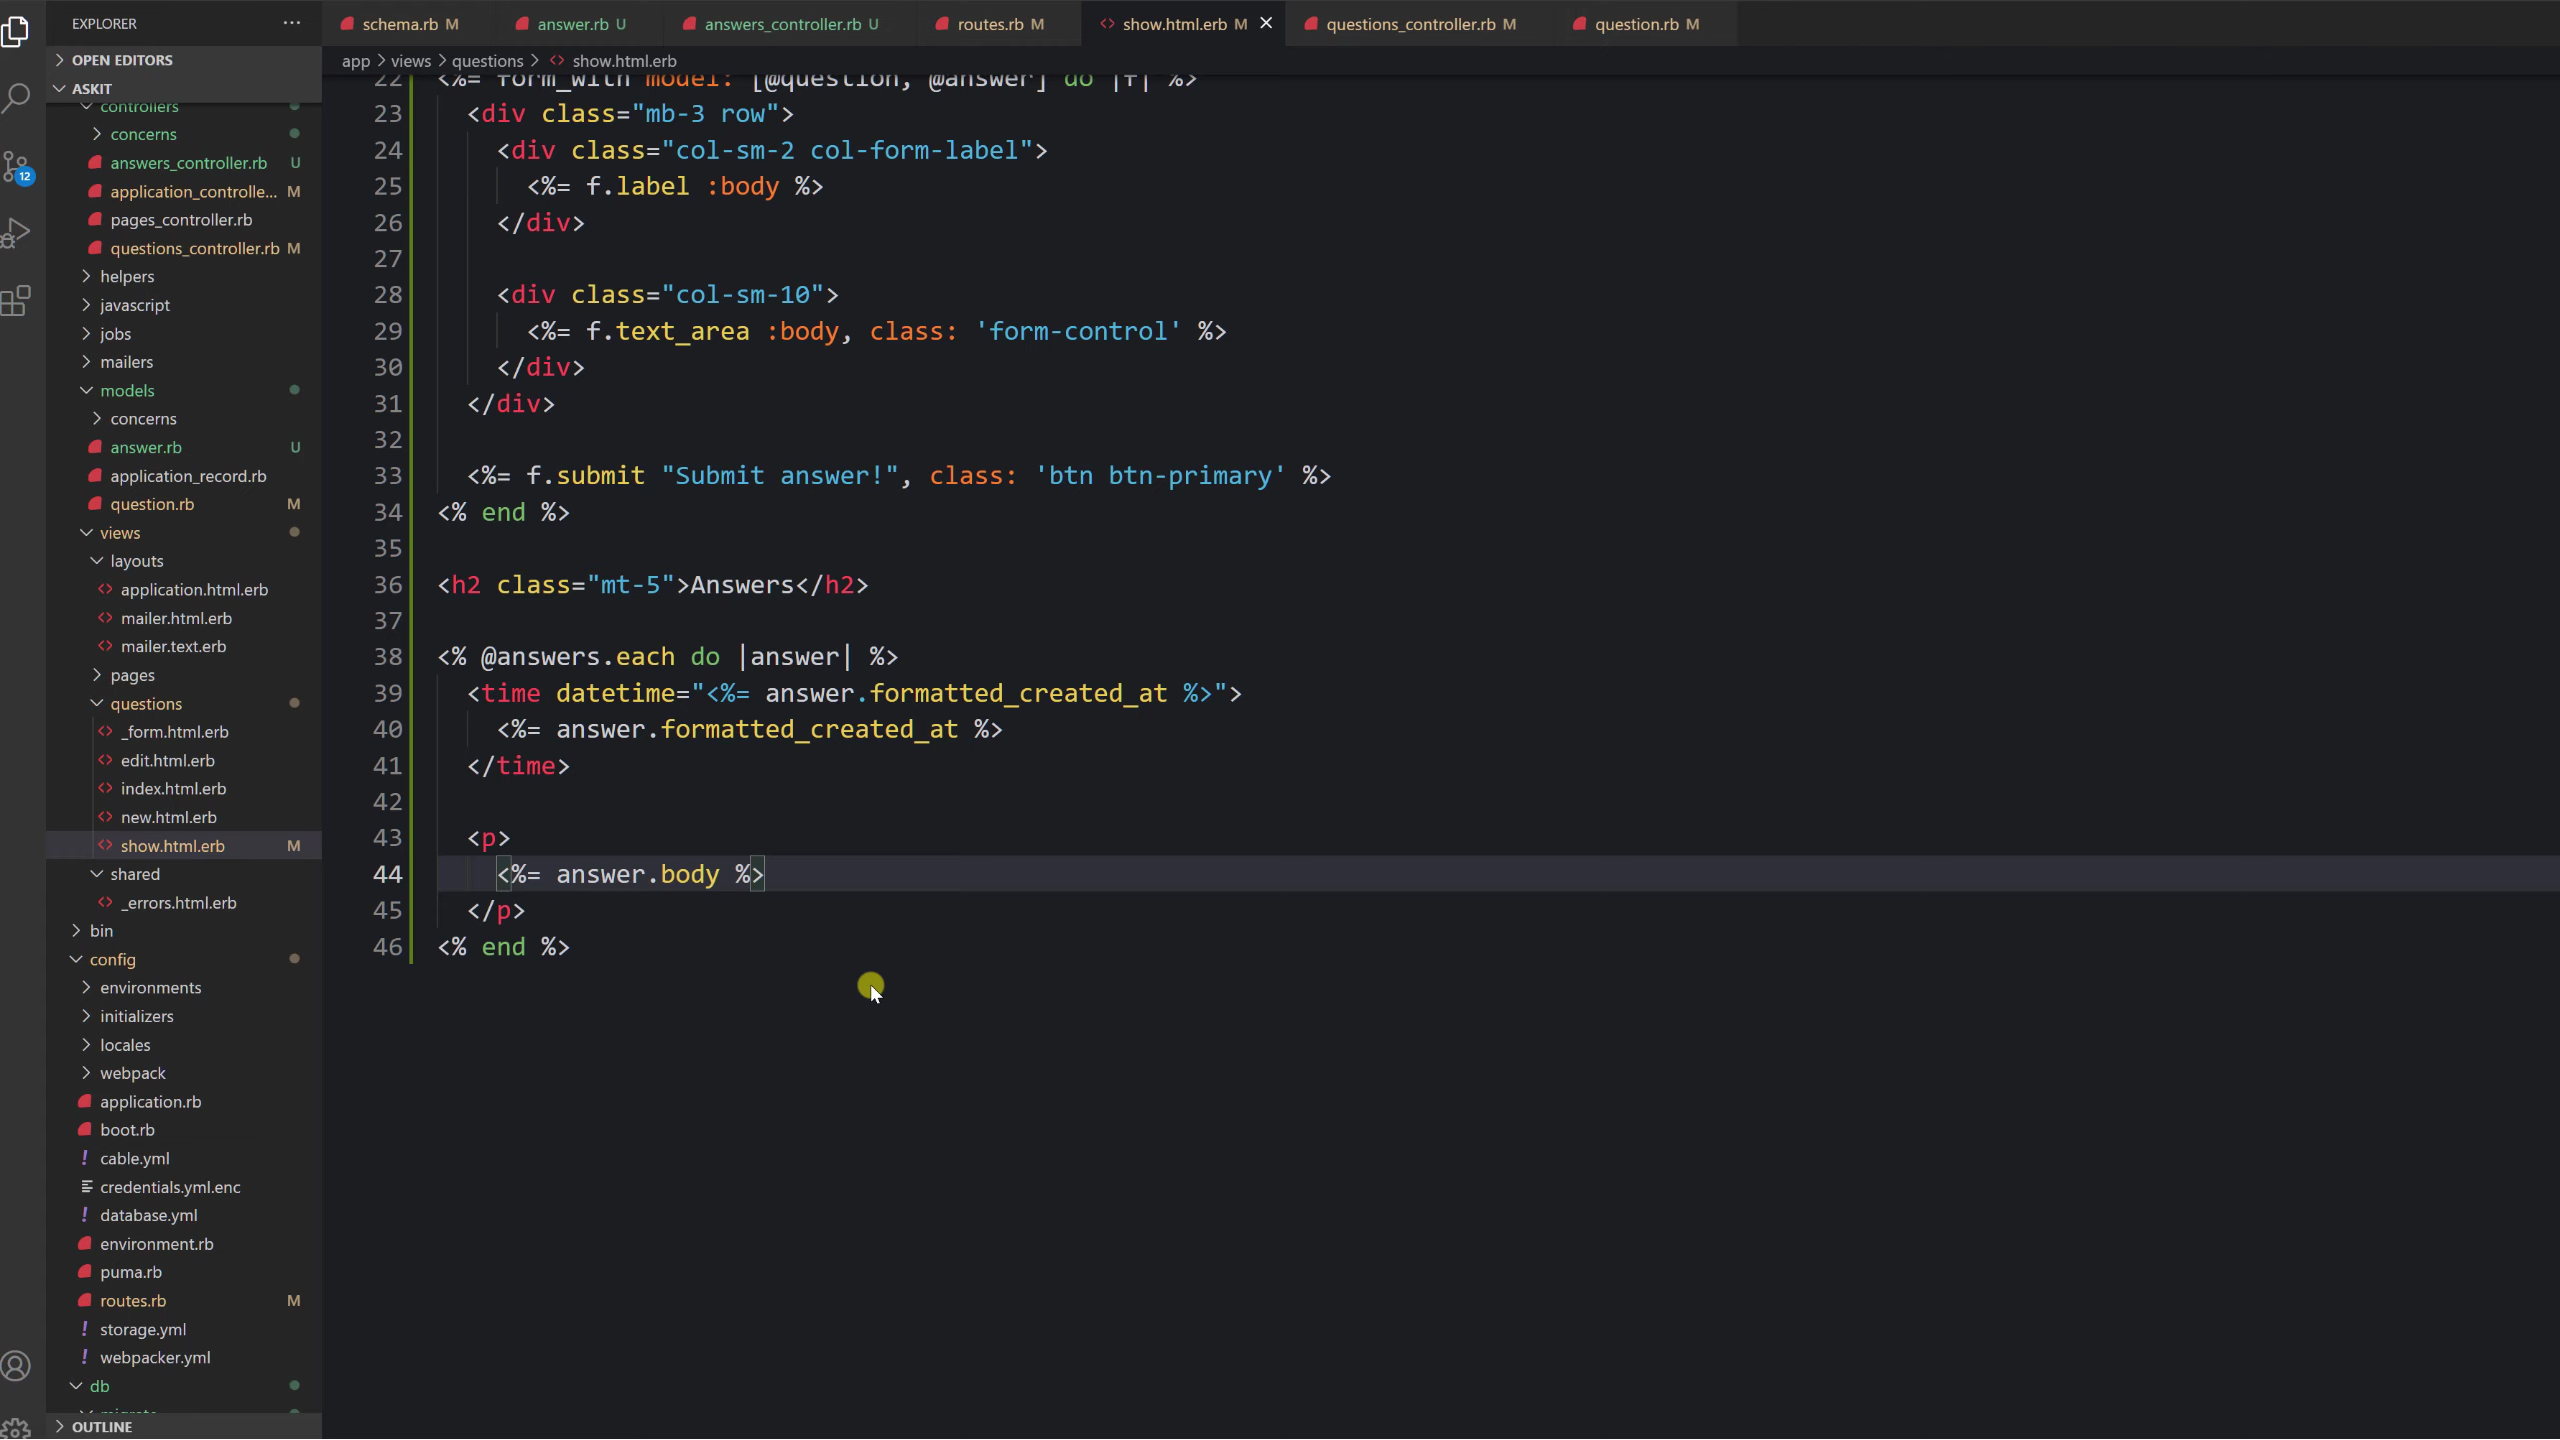 EXPLORER
OPEN EDITORS
ASKIT
controllers
concerns
answers_controller.rb U
application_controlle... M
pages_controller.rb
questions_controller.rb M
helpers
javascript
jobs
mailers
models
concerns
answer.rb U
application_record.rb
question.rb M
views
layouts
application.html.erb
mailer.html.erb
mailer.text.erb
pages
questions
_form.html.erb
edit.html.erb
index.html.erb
new.html.erb
show.html.erb M
shared
_errors.html.erb
bin
config
environments
initializers
locales
webpack
application.rb
boot.rb
! cable.yml
credentials.yml.enc
! database.yml
environment.rb
puma.rb
routes.rb M
! storage.yml
! webpacker.yml
db
migrate
OUTLINE
12
schema.rb M
answer.rb U
answers_controller.rb U
routes.rb M
show.html.erb M
questions_controller.rb M
question.rb M
app > views > questions > show.html.erb
22 <%= form_with model: [@question, @answer] do |f| %>
23 <div class="mb-3 row">
24 <div class="col-sm-2 col-form-label">
25 <%= f.label :body %>
26 </div>
27
28 <div class="col-sm-10">
29 <%= f.text_area :body, class: 'form-control' %>
30 </div>
31 </div>
32
33 <%= f.submit "Submit answer!", class: 'btn btn-primary' %>
34 <% end %>
35
36 <h2 class="mt-5">Answers</h2>
37
38 <% @answers.each do |answer| %>
39 <time datetime="<%= answer.formatted_created_at %>">
40 <%= answer.formatted_created_at %>
41 </time>
42
43 <p>
44 <%= answer.body %>
45 </p>
46 <% end %>